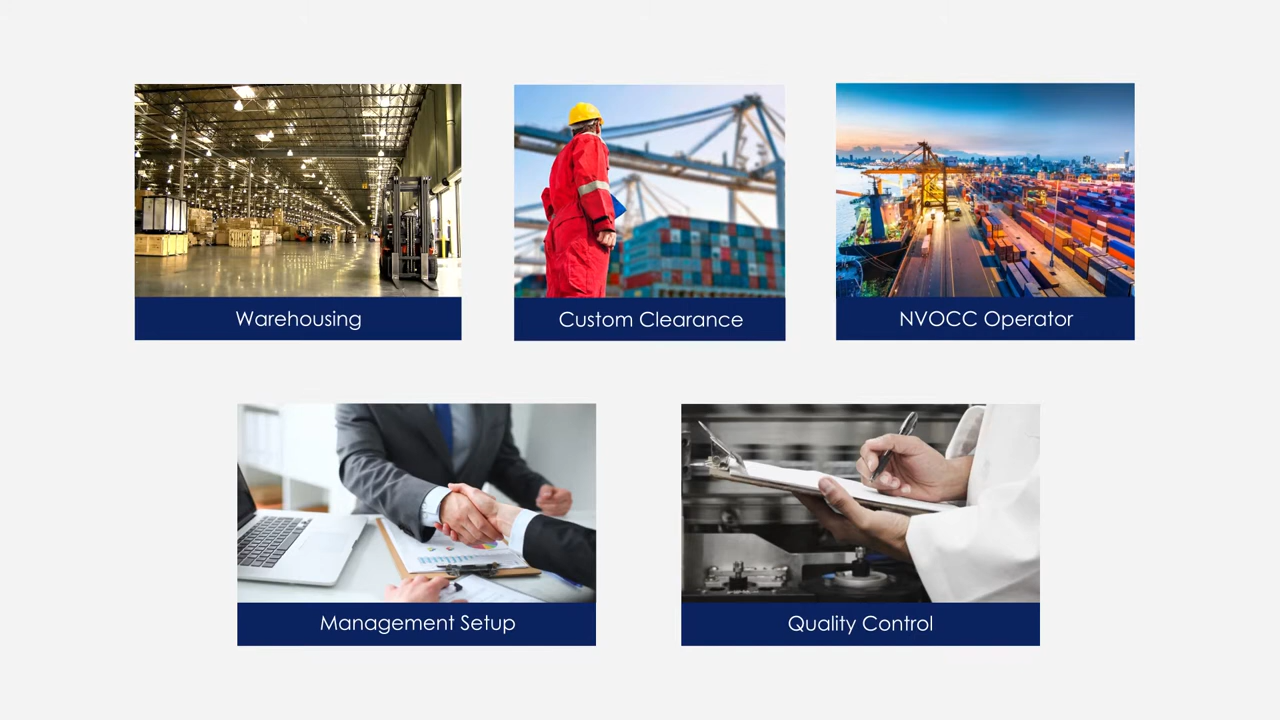 Warehousing
Custom Clearance
NVOCC Operator
Management Setup
Quality Control